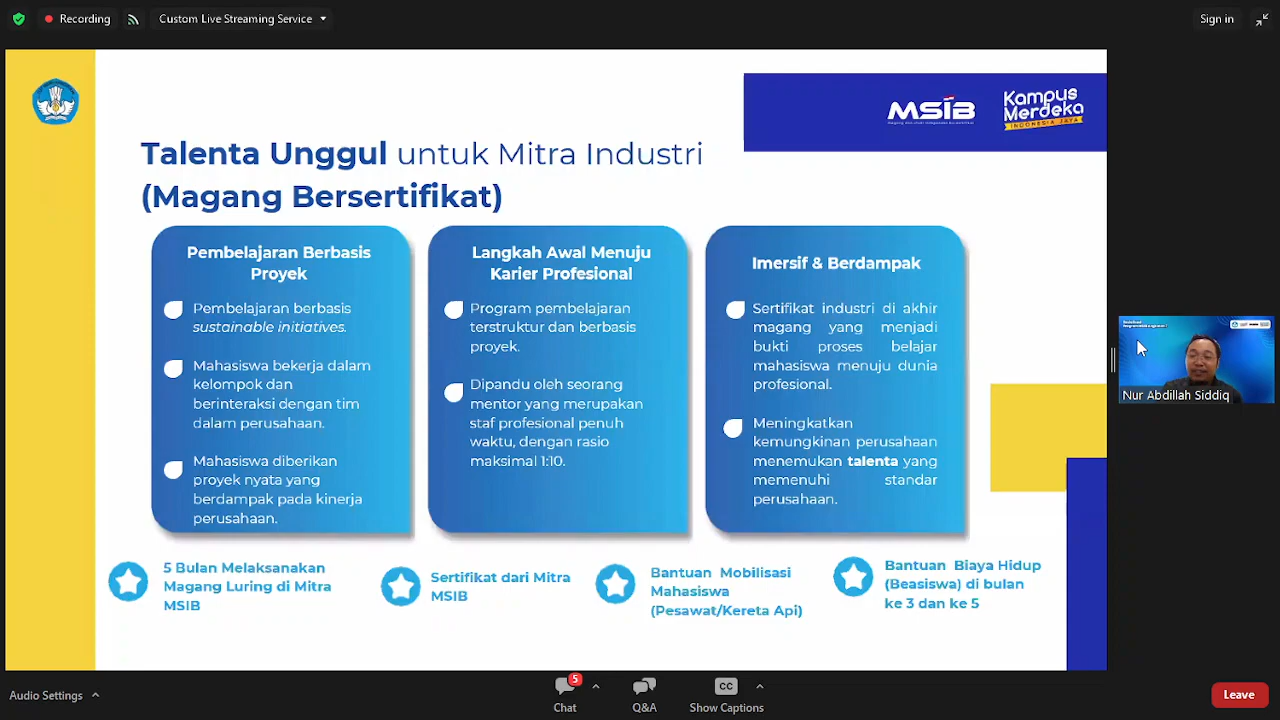 Recording
Custom Live Streaming Service
Sign in
MSIB
Kampus
Merdeka
INDONESIA JAYA
Talenta Unggul untuk Mitra Industri
(Magang Bersertifikat)
Pembelajaran Berbasis
Proyek
Pembelajaran berbasis
sustainable initiatives.
Mahasiswa bekerja dalam
kelompok dan
berinteraksi dengan tim
dalam perusahaan.
Mahasiswa diberikan
proyek nyata yang
berdampak pada kinerja
perusahaan.
Langkah Awal Menuju
Karier Profesional
Program pembelajaran
terstruktur dan berbasis
proyek.
Dipandu oleh seorang
mentor yang merupakan
staf profesional penuh
waktu, dengan rasio
maksimal 1:10.
Imersif & Berdampak
Sertifikat industri di akhir
magang yang menjadi
bukti proses belajar
mahasiswa menuju dunia
profesional.
Meningkatkan
kemungkinan perusahaan
menemukan talenta yang
memenuhi standar
perusahaan.
5 Bulan Melaksanakan
Magang Luring di Mitra
MSIB
Sertifikat dari Mitra
MSIB
Bantuan Mobilisasi
Mahasiswa
(Pesawat/Kereta Api)
Bantuan Biaya Hidup
(Beasiswa) di bulan
ke 3 dan ke 5
Nur Abdillah Siddiq
Audio Settings
5
Chat
Q&A
CC
Show Captions
Leave